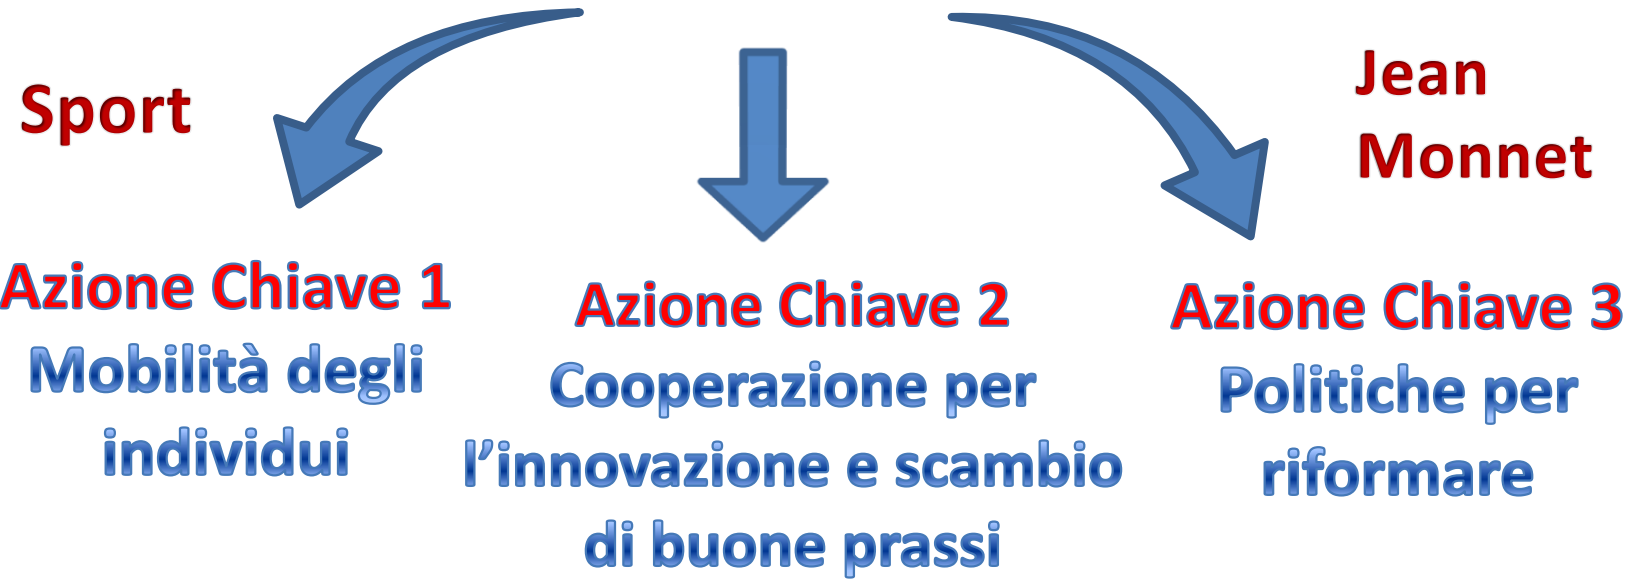 Sport
Jean
Monnet
Azione Chiave 1
Mobilità degli
individui
Azione Chiave 2
Cooperazione per
l’innovazione e scambio
di buone prassi
Azione Chiave 3
Politiche per
riformare